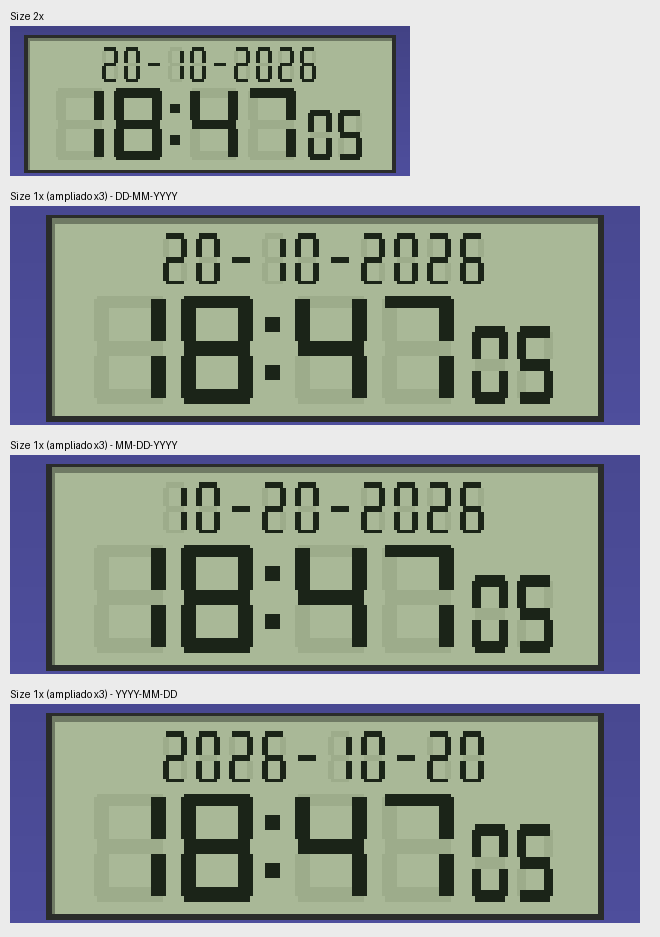 Size 2x
20-10-2026
18:47 05
Size 1x (ampliado x3) - DD-MM-YYYY
20-10-2026
18:47 05
Size 1x (ampliado x3) - MM-DD-YYYY
10-20-2026
18:47 05
Size 1x (ampliado x3) - YYYY-MM-DD
2026-10-20
18:47 05